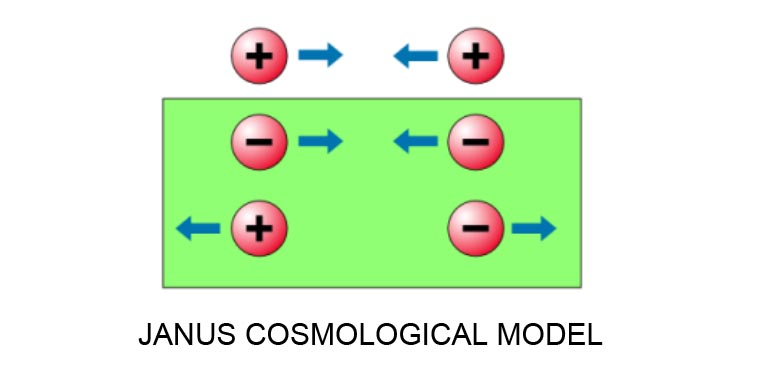 + +
− −
+ −
JANUS COSMOLOGICAL MODEL